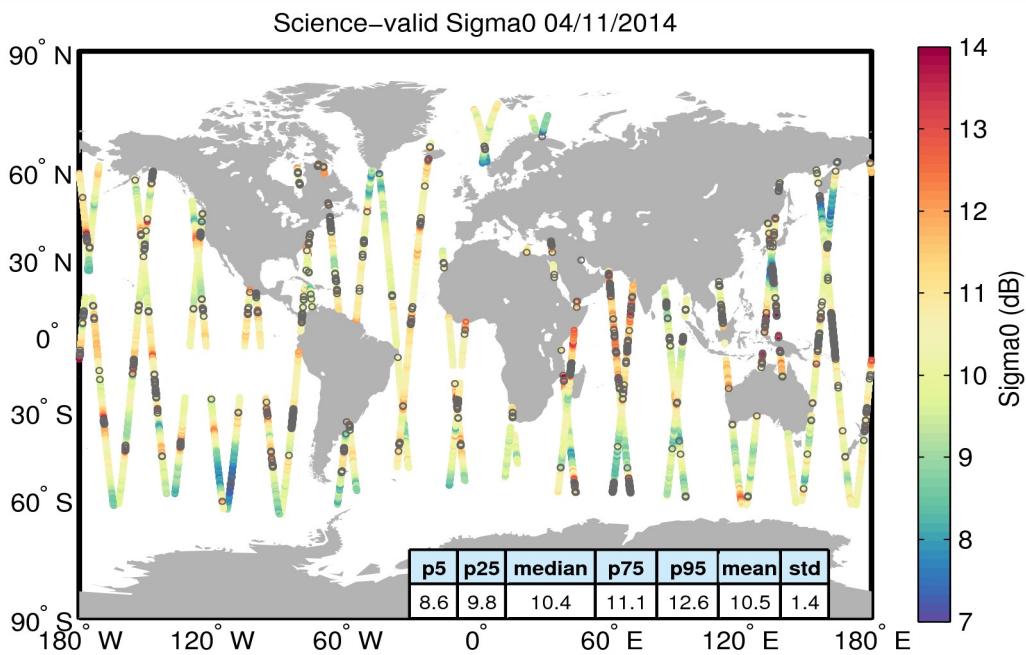 Science−valid Sigma0 04/11/2014
90° N
60° N
30° N
0°
30° S
60° S
90° S
180° W
120° W
60° W
0°
60° E
120° E
180° E
14
13
12
11
10
9
8
7
Sigma0 (dB)
p5 p25 median p75 p95 mean std
8.6 9.8 10.4 11.1 12.6 10.5 1.4